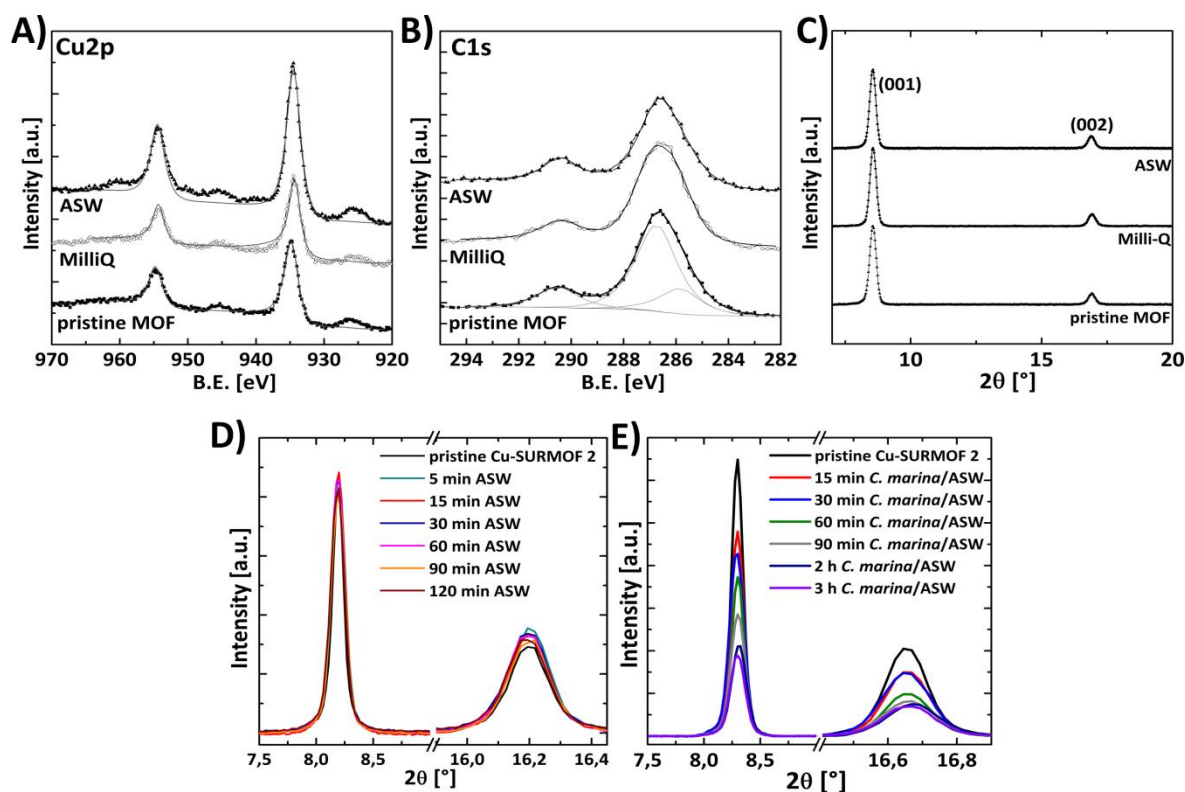 A)
Cu2p
Intensity [a.u.]
ASW
MilliQ
pristine MOF
970 960 950 940 930 920
B.E. [eV]
B)
C1s
Intensity [a.u.]
ASW
MilliQ
pristine MOF
295 292 290 288 286 284 282
B.E. [eV]
C)
Intensity [a.u.]
(001)
(002)
ASW
Milli-Q
pristine MOF
10 15 20
2θ [°]
D)
Intensity [a.u.]
pristine Cu-SURMOF 2
5 min ASW
15 min ASW
30 min ASW
60 min ASW
90 min ASW
120 min ASW
7,5 8,0 8,5 16,0 16,2 16,4
2θ [°]
E)
Intensity [a.u.]
pristine Cu-SURMOF 2
15 min C. marina/ASW
30 min C. marina/ASW
60 min C. marina/ASW
90 min C. marina/ASW
2 h C. marina/ASW
3 h C. marina/ASW
7,5 8,0 8,5 16,6 16,8
2θ [°]